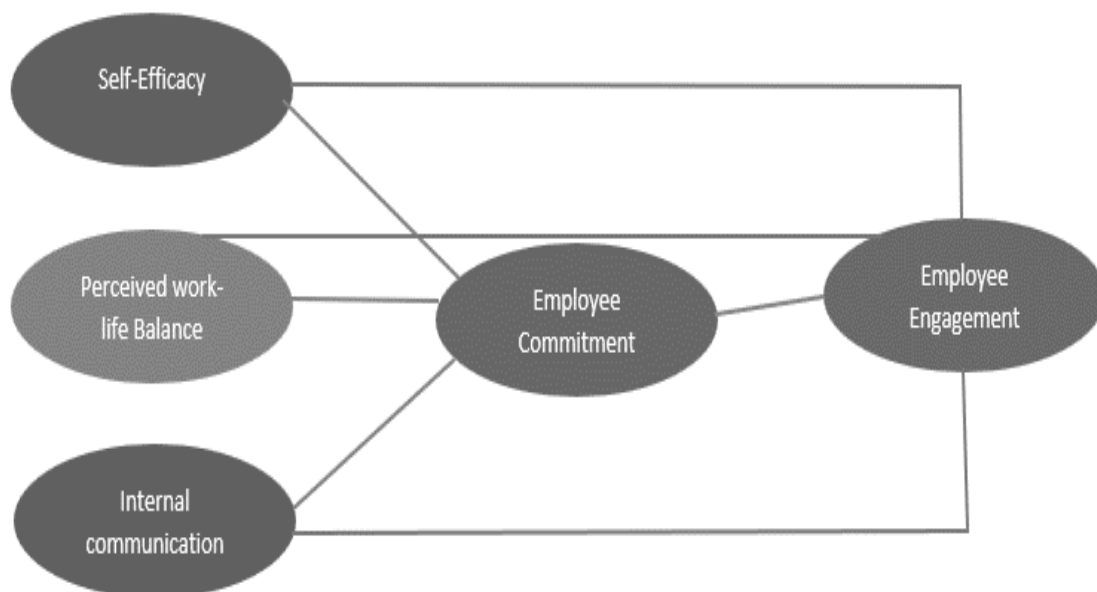 Self-Efficacy
Perceived work-
life Balance
Internal
communication
Employee
Commitment
Employee
Engagement